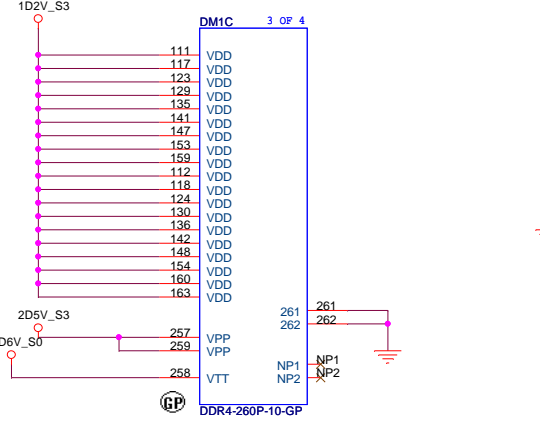 1D2V_S3
DM1C 3 OF 4
111 VDD
117 VDD
123 VDD
129 VDD
135 VDD
141 VDD
147 VDD
153 VDD
159 VDD
112 VDD
118 VDD
124 VDD
130 VDD
136 VDD
142 VDD
148 VDD
154 VDD
160 VDD
163 VDD
261 261
2D5V_S3
262 262
257 VPP
D6V_S0
259 VPP
NP1 NP1
258 VTT
NP2 NP2
GP
DDR4-260P-10-GP